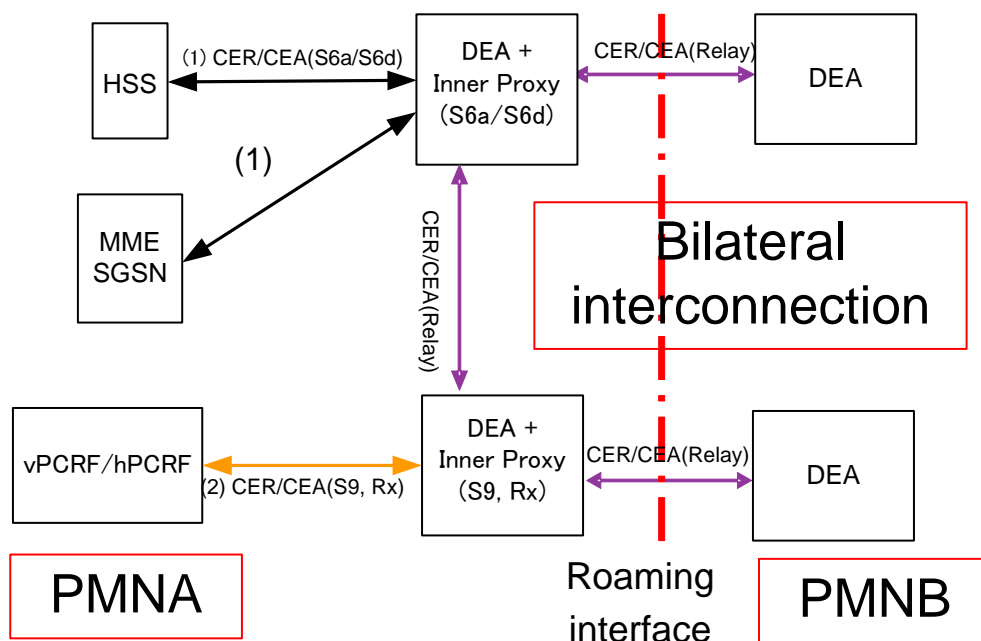 HSS
(1) CER/CEA(S6a/S6d)
DEA +
Inner Proxy
(S6a/S6d)
CER/CEA(Relay)
DEA
(1)
MME
SGSN
CER/CEA(Relay)
Bilateral
interconnection
vPCRF/hPCRF
(2) CER/CEA(S9, Rx)
DEA +
Inner Proxy
(S9, Rx)
CER/CEA(Relay)
DEA
PMNA
Roaming
interface
PMNB